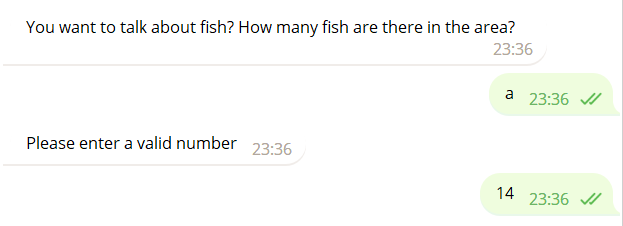 You want to talk about fish? How many fish are there in the area?
23:36
a 23:36
Please enter a valid number 23:36
14 23:36